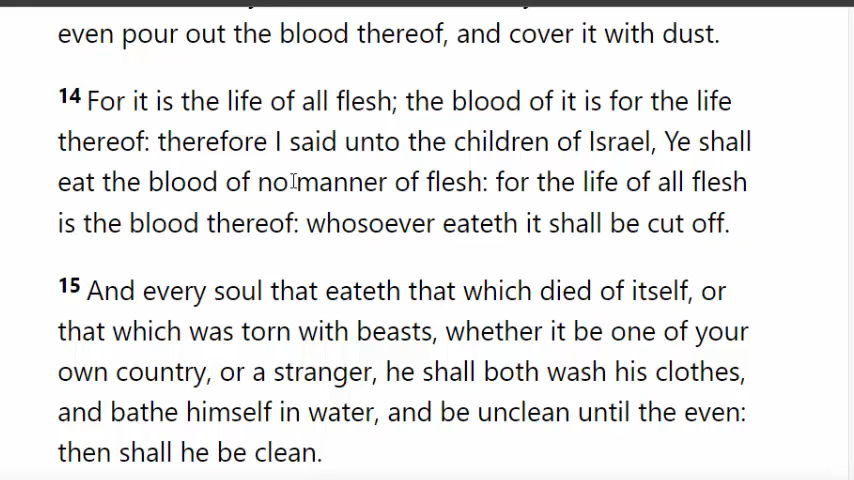 even pour out the blood thereof, and cover it with dust.
14 For it is the life of all flesh; the blood of it is for the life
thereof: therefore I said unto the children of Israel, Ye shall
eat the blood of no manner of flesh: for the life of all flesh
is the blood thereof: whosoever eateth it shall be cut off.
15 And every soul that eateth that which died of itself, or
that which was torn with beasts, whether it be one of your
own country, or a stranger, he shall both wash his clothes,
and bathe himself in water, and be unclean until the even:
then shall he be clean.